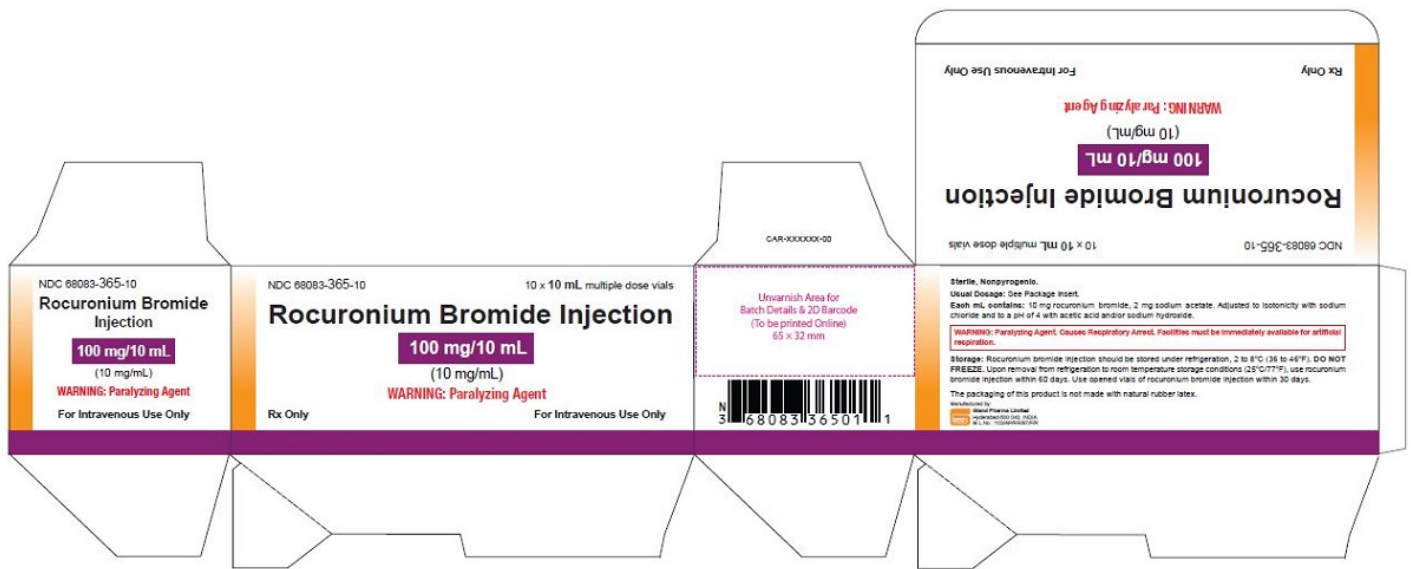 Rx Only
For Intravenous Use Only
WARNING: Paralyzing Agent
(10 mg/mL)
100 mg/10 mL
Rocuronium Bromide Injection
NDC 68083-365-10
10 x 10 mL multiple dose vials
NDC 68083-365-10
Rocuronium Bromide
Injection
100 mg/10 mL
(10 mg/mL)
WARNING: Paralyzing Agent
For Intravenous Use Only
NDC 68083-365-10
10 x 10 mL multiple dose vials
Rocuronium Bromide Injection
100 mg/10 mL
(10 mg/mL)
WARNING: Paralyzing Agent
Rx Only
For Intravenous Use Only
CAR-XXXXXX-00
Unvarnish Area for
Batch Details & 2D Barcode
(To be printed Online)
65 × 32 mm
N
3 68083 36501 1
Sterile, Nonpyrogenic.
Usual Dosage: See Package Insert.
Each mL contains: 10 mg rocuronium bromide, 2 mg sodium acetate. Adjusted to isotonicity with sodium
chloride and to a pH of 4 with acetic acid and/or sodium hydroxide.
WARNING: Paralyzing Agent. Causes Respiratory Arrest. Facilities must be immediately available for artificial
respiration.
Storage: Rocuronium bromide injection should be stored under refrigeration, 2 to 8°C (36 to 46°F). DO NOT
FREEZE. Upon removal from refrigeration to room temperature storage conditions (25°C/77°F), use rocuronium
bromide injection within 60 days. Use opened vials of rocuronium bromide injection within 30 days.
The packaging of this product is not made with natural rubber latex.
Manufactured by:
Gland Pharma Limited
Hyderabad INDIA
M.L.No.